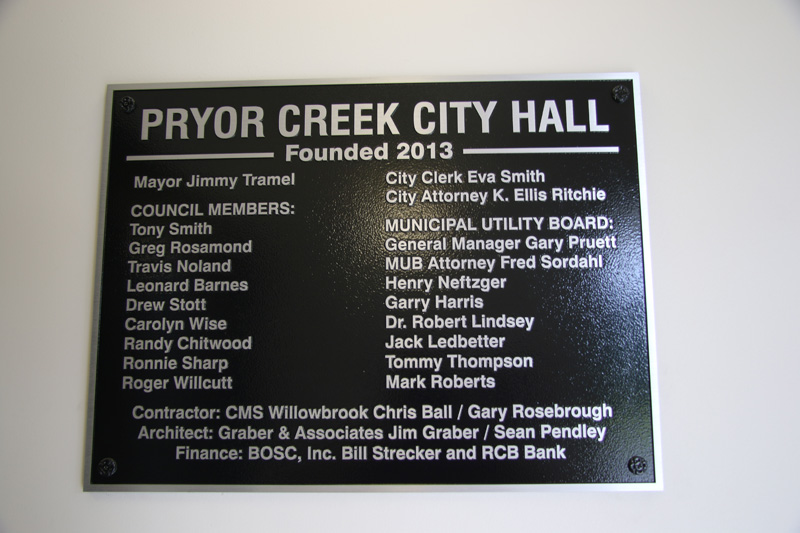 PRYOR CREEK CITY HALL
Founded 2013
Mayor Jimmy Tramel
COUNCIL MEMBERS:
Tony Smith
Greg Rosamond
Travis Noland
Leonard Barnes
Drew Stott
Carolyn Wise
Randy Chitwood
Ronnie Sharp
Roger Willcutt
City Clerk Eva Smith
City Attorney K. Ellis Ritchie
MUNICIPAL UTILITY BOARD:
General Manager Gary Pruett
MUB Attorney Fred Sordahl
Henry Neftzger
Garry Harris
Dr. Robert Lindsey
Jack Ledbetter
Tommy Thompson
Mark Roberts
Contractor: CMS Willowbrook Chris Ball / Gary Rosebrough
Architect: Graber & Associates Jim Graber / Sean Pendley
Finance: BOSC, Inc. Bill Strecker and RCB Bank